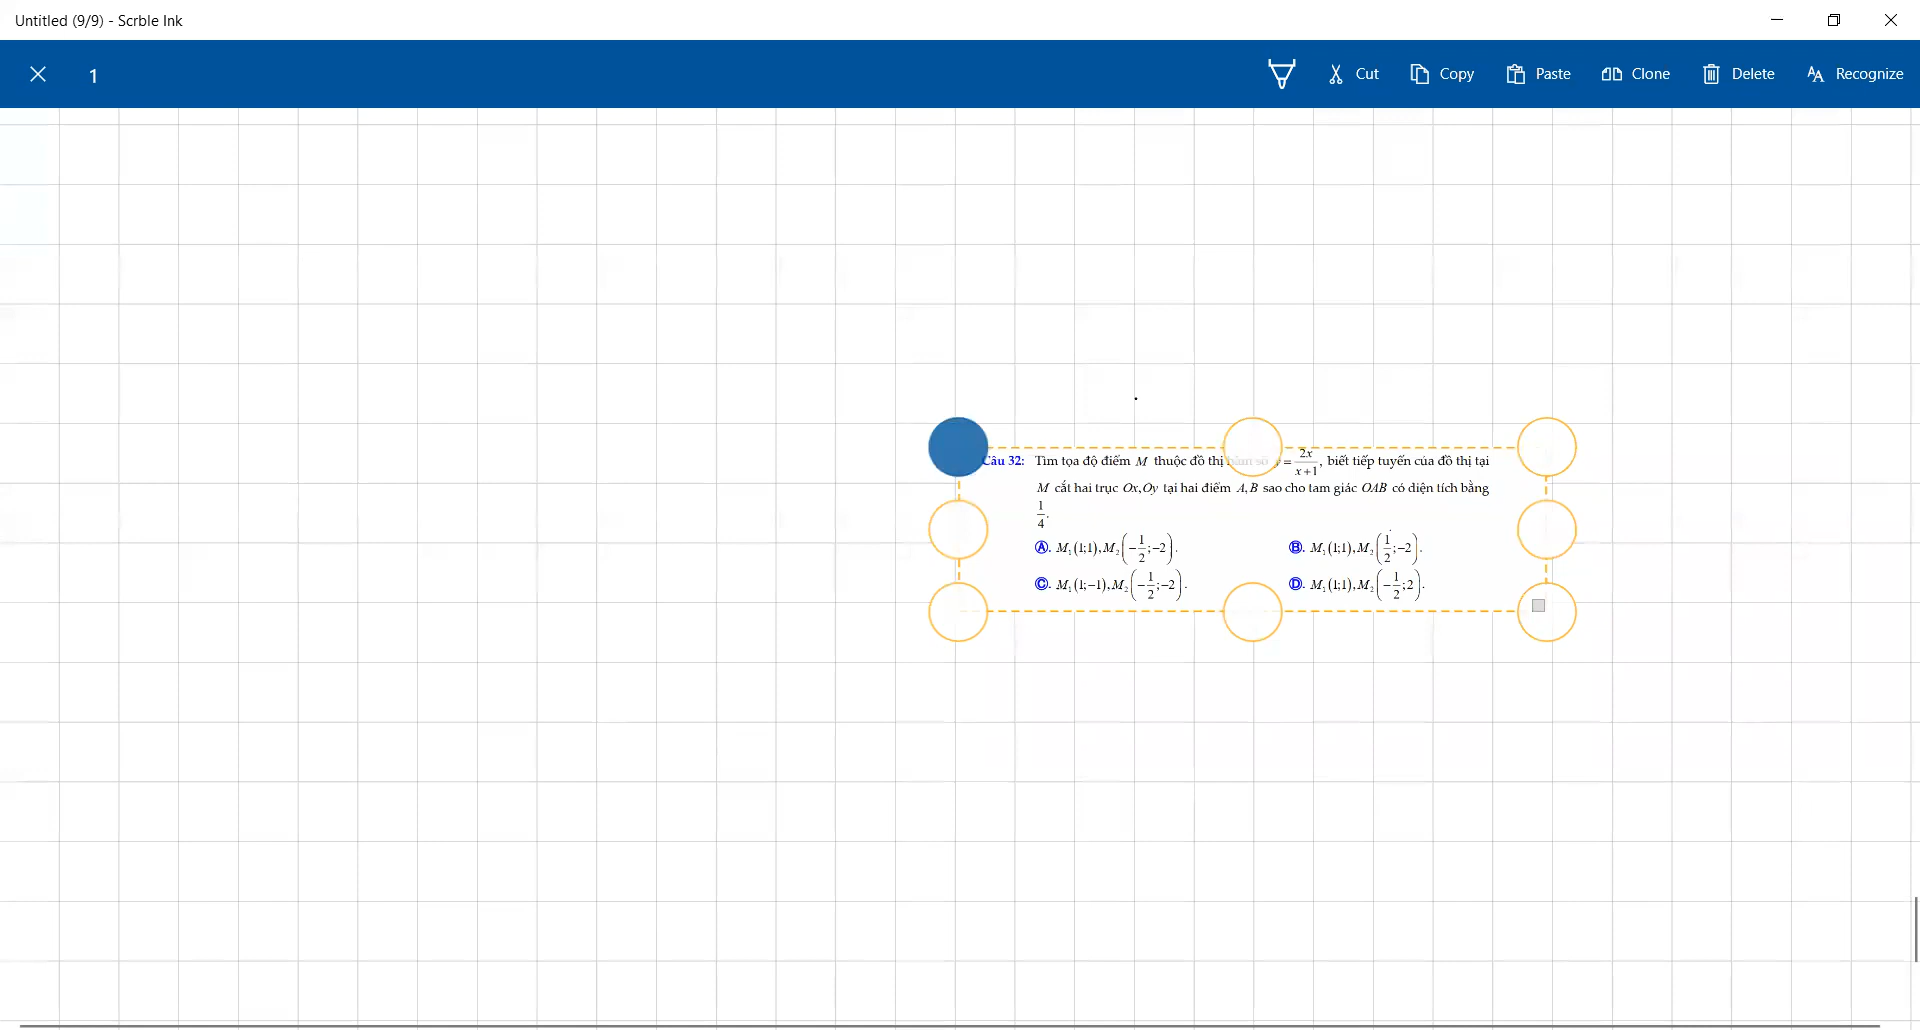 Untitled (9/9) - Scrble Ink
1 Cut Copy Paste Clone Delete Recognize
Câu 32: Tìm tọa độ điểm M thuộc đồ thị hàm số = 2x/(x+1), biết tiếp tuyến của đồ thị tại
M cắt hai trục Ox,Oy tại hai điểm A,B sao cho tam giác OAB có diện tích bằng
1/4.
Ⓐ. M₁(1;1),M₂(-1/2;-2). Ⓑ. M₁(1;1),M₂(1/2;-2).
Ⓒ. M₁(1;-1),M₂(-1/2;-2). Ⓓ. M₁(1;1),M₂(-1/2;2).